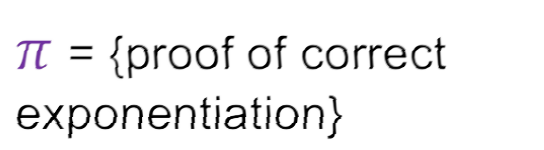 π = {proof of correct
exponentiation}